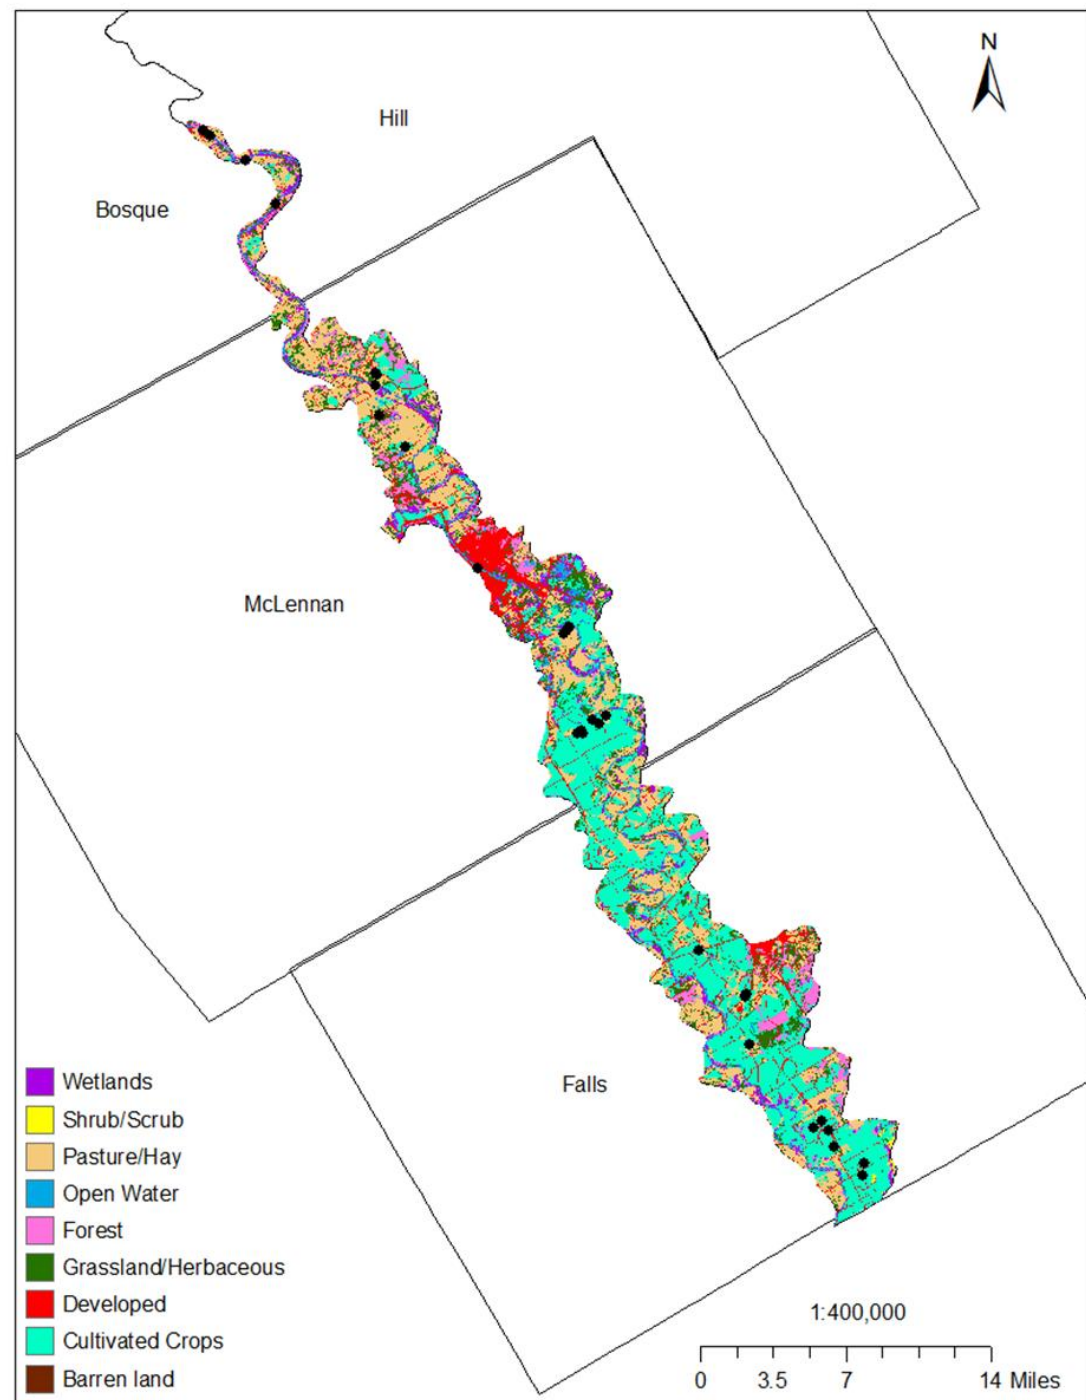 N
Hill
Bosque
McLennan
Falls
Wetlands
Shrub/Scrub
Pasture/Hay
Open Water
Forest
Grassland/Herbaceous
Developed
Cultivated Crops
Barren land
1:400,000
0 3.5 7 14 Miles